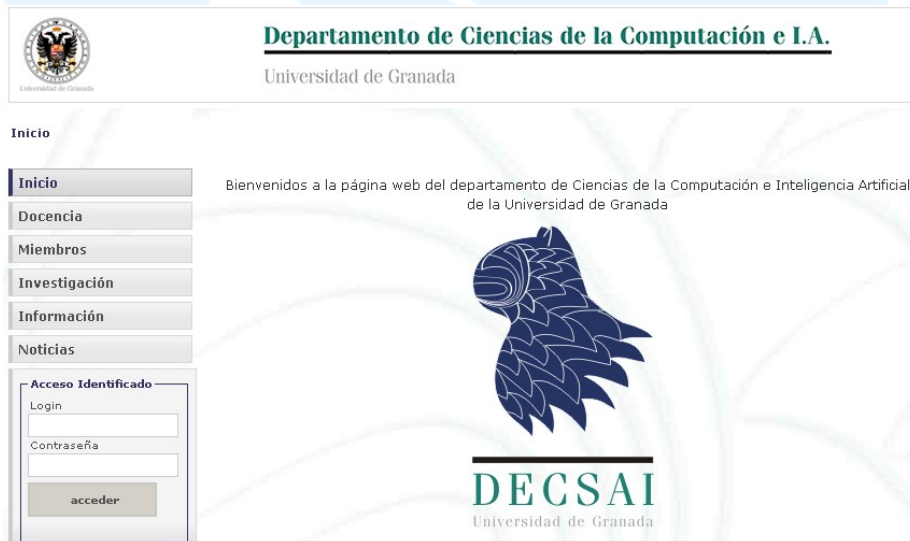 Departamento de Ciencias de la Computación e I.A.
Universidad de Granada
Universidad de Granada
Inicio
Inicio
Docencia
Miembros
Investigación
Información
Noticias
Acceso Identificado
Login
Contraseña
acceder
Bienvenidos a la página web del departamento de Ciencias de la Computación e Inteligencia Artificial
de la Universidad de Granada
DECSAI
Universidad de Granada